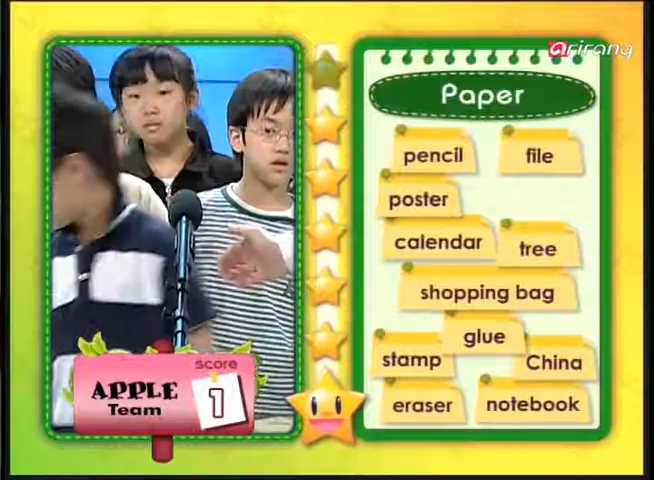 arirang
Paper
pencil
file
poster
calendar
tree
shopping bag
glue
stamp
China
eraser
notebook
score
APPLE
Team
1